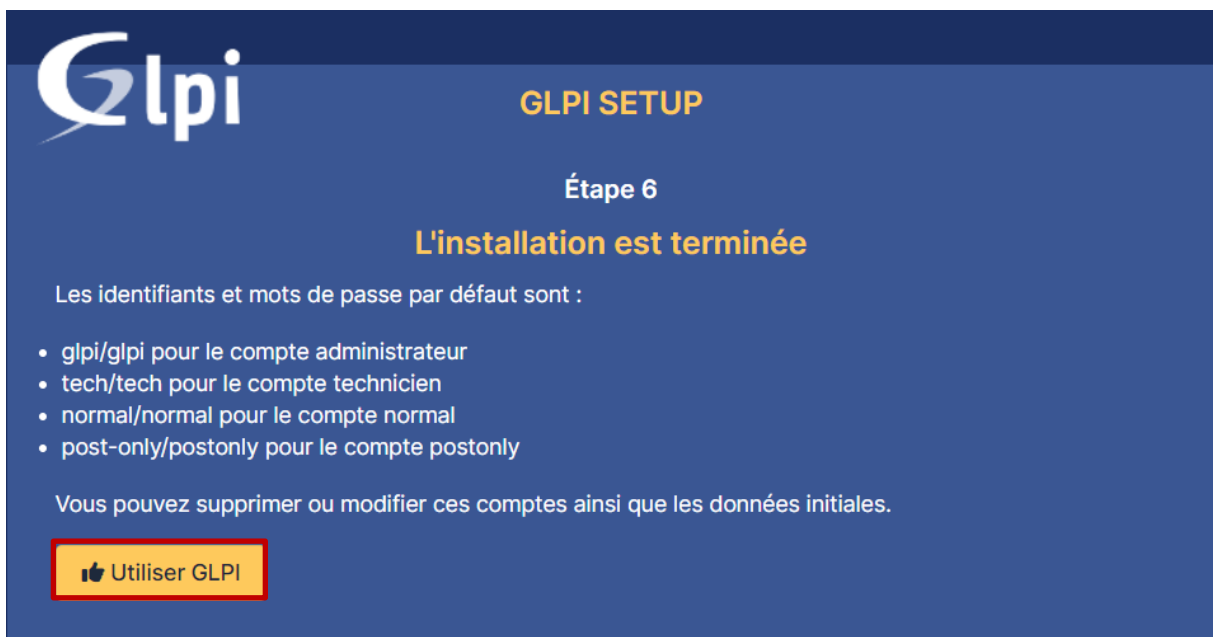 Glpi
GLPI SETUP
Étape 6
L'installation est terminée
Les identifiants et mots de passe par défaut sont :
• glpi/glpi pour le compte administrateur
• tech/tech pour le compte technicien
• normal/normal pour le compte normal
• post-only/postonly pour le compte postonly
Vous pouvez supprimer ou modifier ces comptes ainsi que les données initiales.
Utiliser GLPI